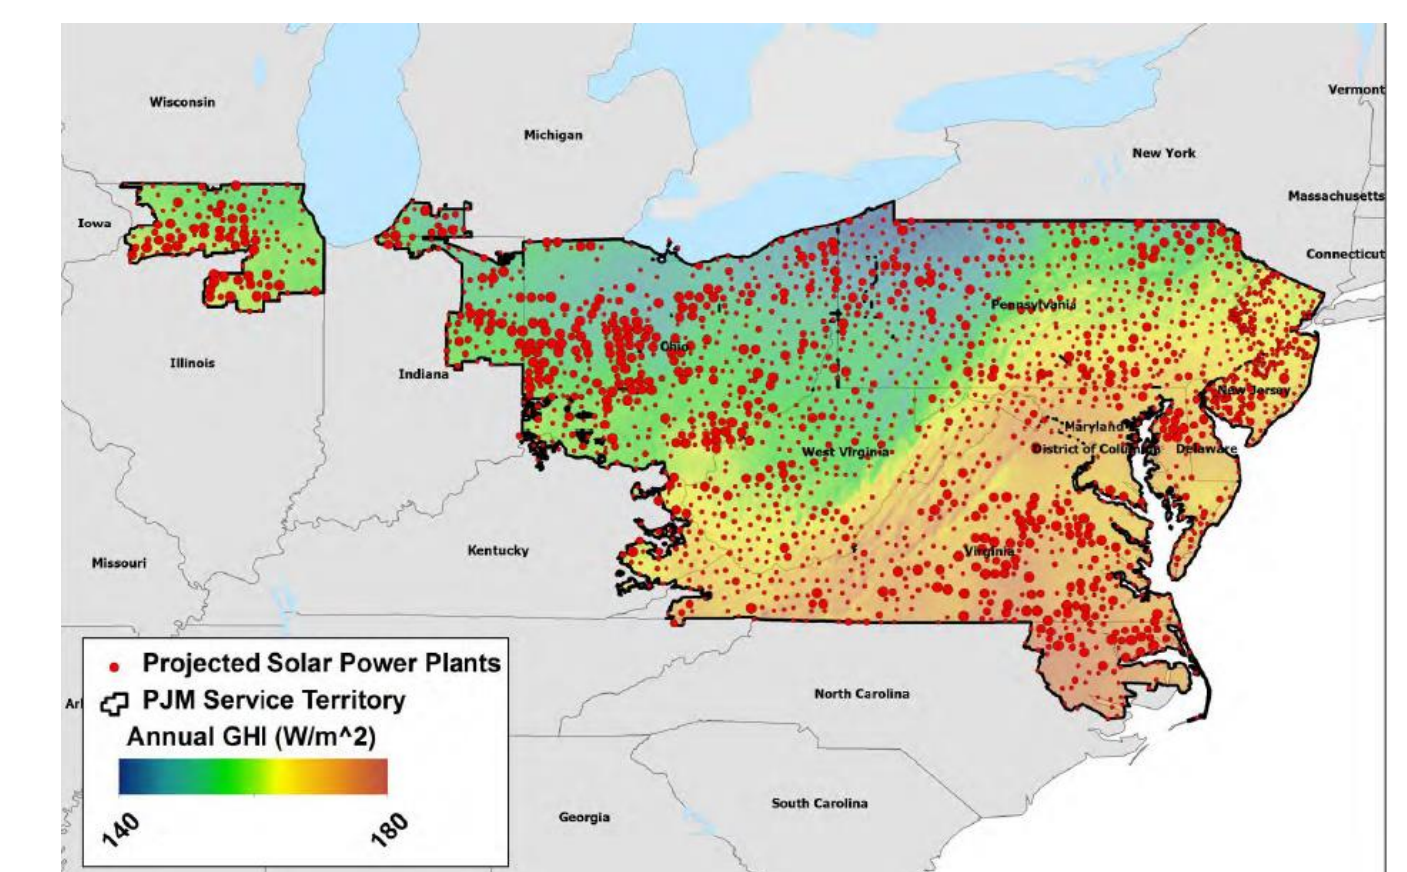 Vermont
Wisconsin
Michigan
New York
Massachusetts
Iowa
Connecticut
Pennsylvania
Ohio
Illinois
Indiana
New Jersey
Maryland
District of Columbia
Delaware
West Virginia
Kentucky
Virginia
Missouri
North Carolina
South Carolina
Georgia
Projected Solar Power Plants
PJM Service Territory
Annual GHI (W/m^2)
140
180